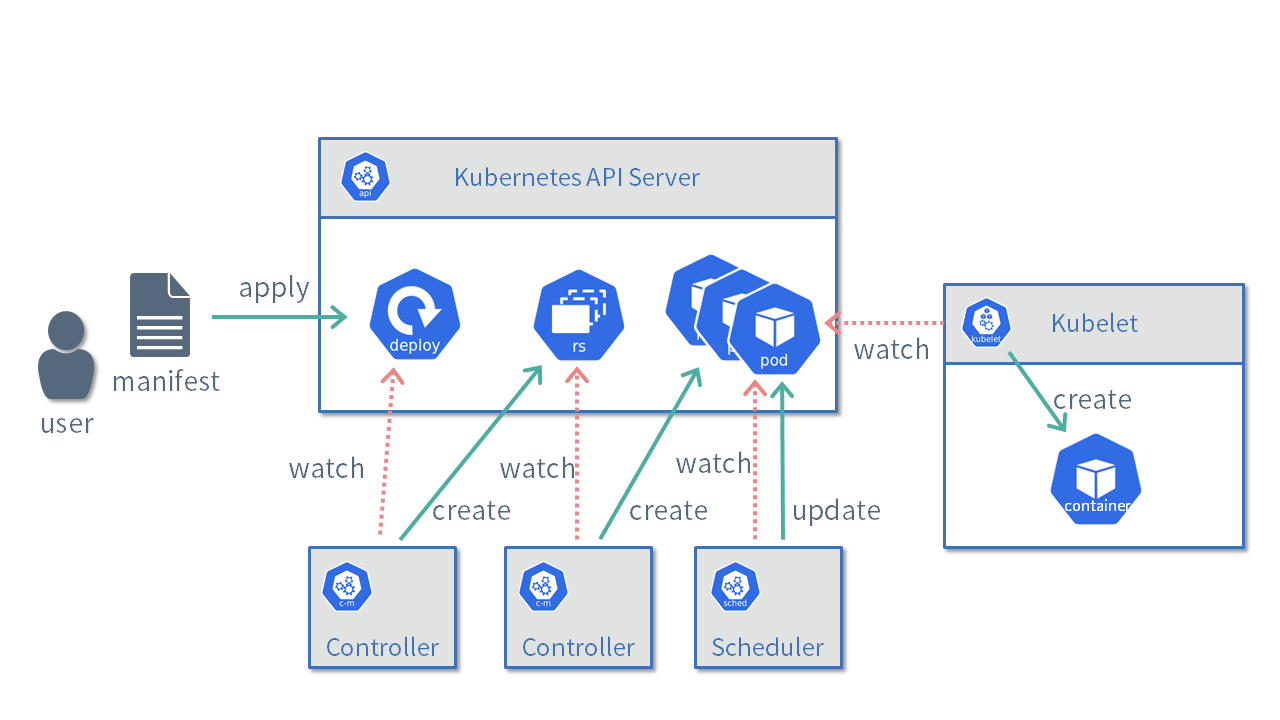 api
Kubernetes API Server
apply
deploy
rs
pod
manifest
user
watch
kubelet
Kubelet
create
container
watch
create
watch
create
watch
update
c-m
Controller
c-m
Controller
sched
Scheduler